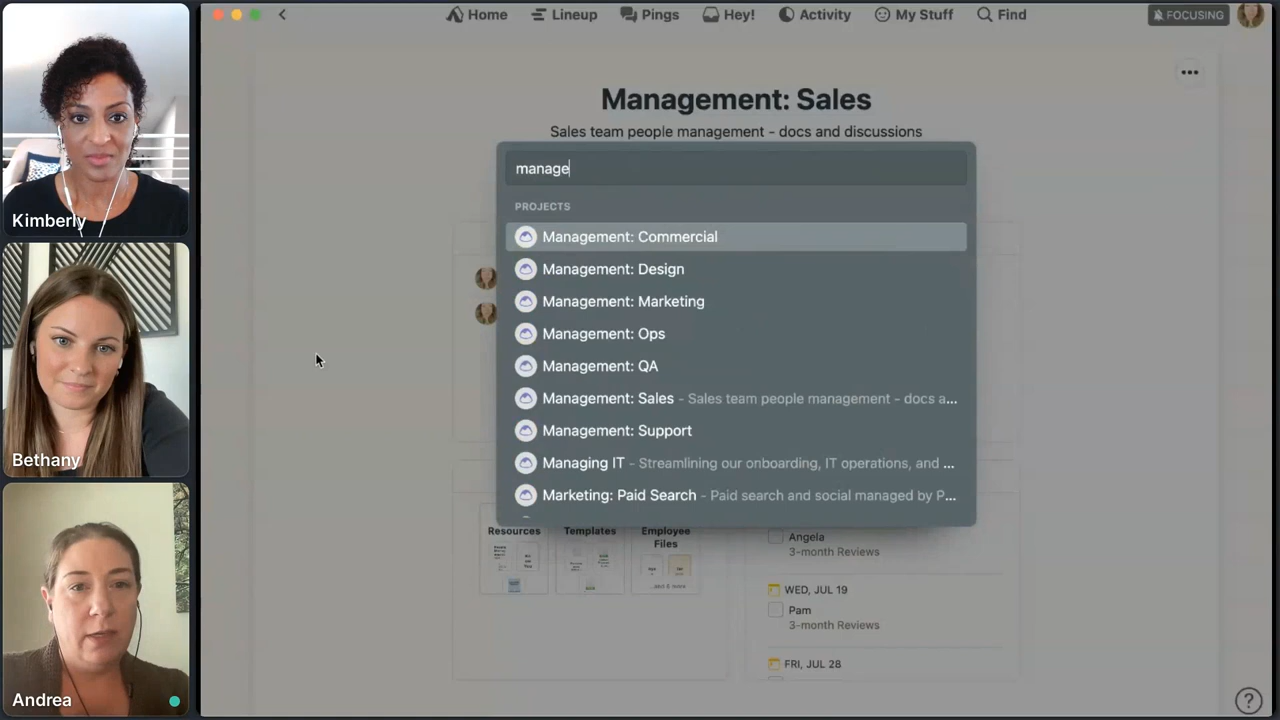 Kimberly
Bethany
Andrea
Home
Lineup
Pings
Hey!
Activity
My Stuff
Find
FOCUSING
Management: Sales
Sales team people management - docs and discussions
manage
PROJECTS
Management: Commercial
Management: Design
Management: Marketing
Management: Ops
Management: QA
Management: Sales - Sales team people management - docs a...
Management: Support
Managing IT - Streamlining our onboarding, IT operations, and ...
Marketing: Paid Search - Paid search and social managed by P...
Resources
Templates
Employee
Files
Angela
3-month Reviews
WED, JUL 19
Pam
3-month Reviews
FRI, JUL 28
?